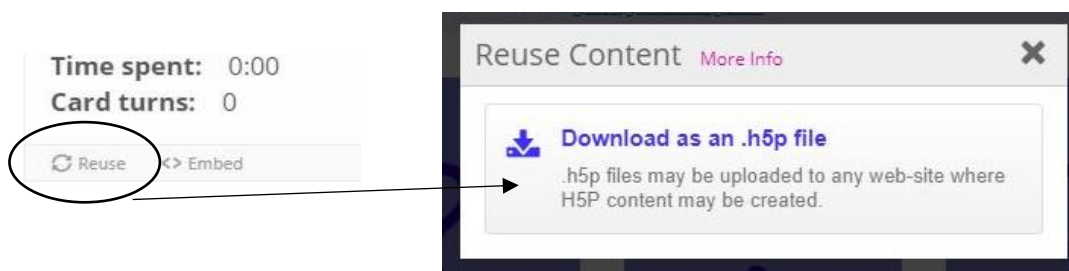 Time spent: 0:00
Card turns: 0
Reuse <> Embed
Reuse Content More Info
Download as an .h5p file
.h5p files may be uploaded to any web-site where
H5P content may be created.